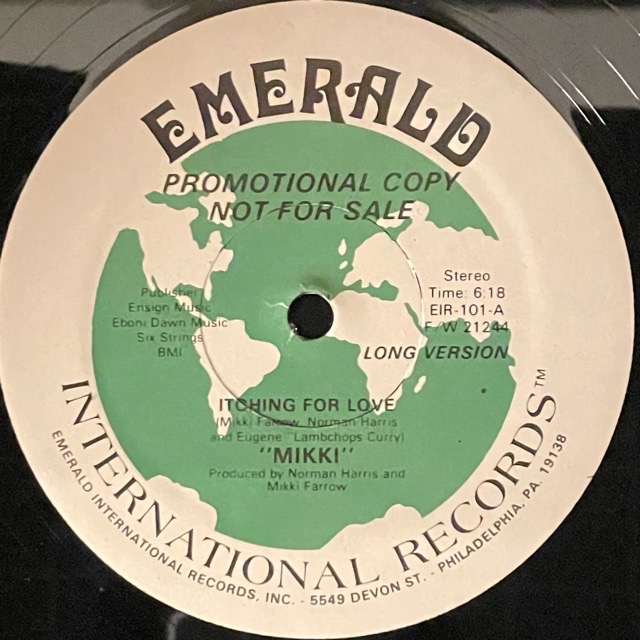 EMERALD
PROMOTIONAL COPY
NOT FOR SALE
Publisher:
Ensign Music
Eboni Dawn Music
Six Strings
BMI
Stereo
Time: 6:18
EIR-101-A
F/W 21244
LONG VERSION
ITCHING FOR LOVE
(Mikki Farrow, Norman Harris
and Eugene "Lambchops Curry)
"MIKKI"
Produced by Norman Harris and
Mikki Farrow
INTERNATIONAL RECORDS™
EMERALD INTERNATIONAL RECORDS, INC. - 5549 DEVON ST. - PHILADELPHIA, PA. 19138